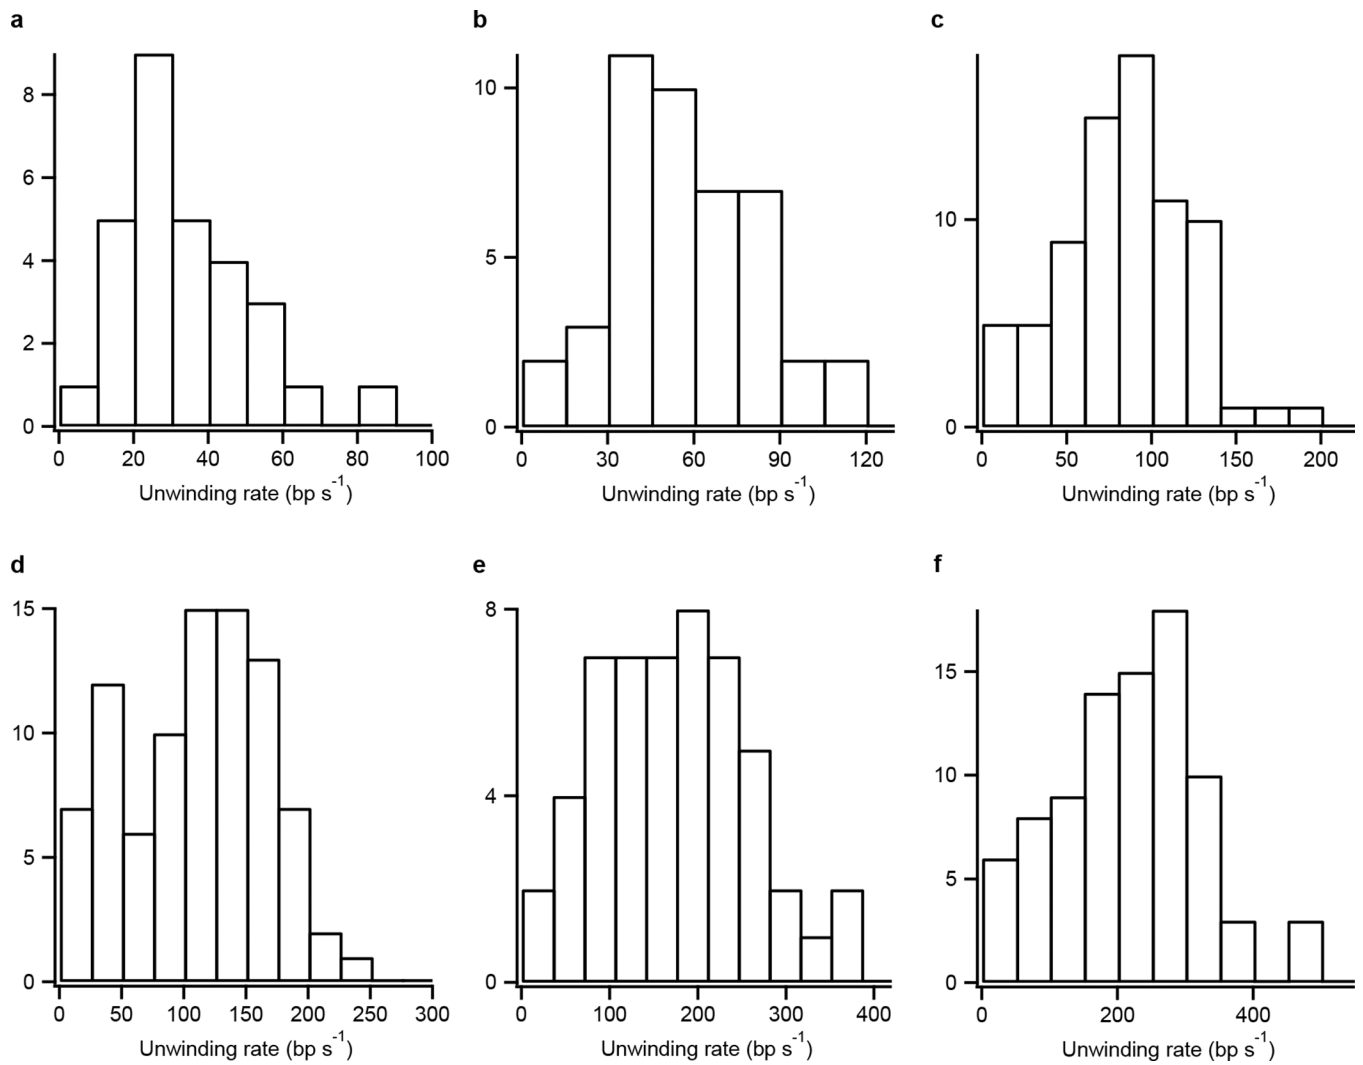 a
8
6
4
2
0
0 20 40 60 80 100
Unwinding rate (bp s⁻¹)
b
10
5
0
0 30 60 90 120
Unwinding rate (bp s⁻¹)
c
10
0
0 50 100 150 200
Unwinding rate (bp s⁻¹)
d
15
10
5
0
0 50 100 150 200 250 300
Unwinding rate (bp s⁻¹)
e
8
4
0
0 100 200 300 400
Unwinding rate (bp s⁻¹)
f
15
10
5
0
0 200 400
Unwinding rate (bp s⁻¹)